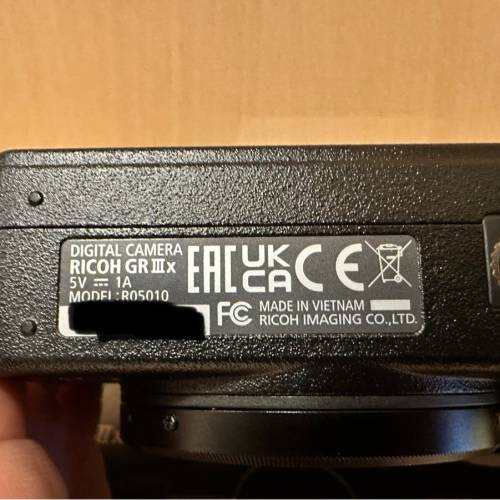 DIGITAL CAMERA
RICOH GR IIIx
5V ⎓ 1A
MODEL:R05010
EAC UK CA CE
FC MADE IN VIETNAM
RICOH IMAGING CO.,LTD.
IIx